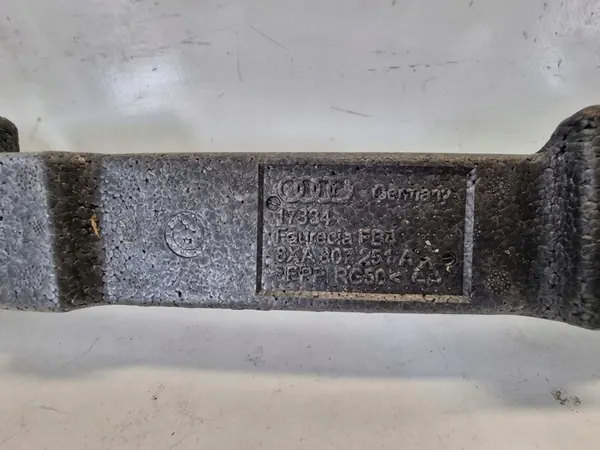 Germany
17334
Faurecia FB4
8XA 807 251 A
>EPP RG50<